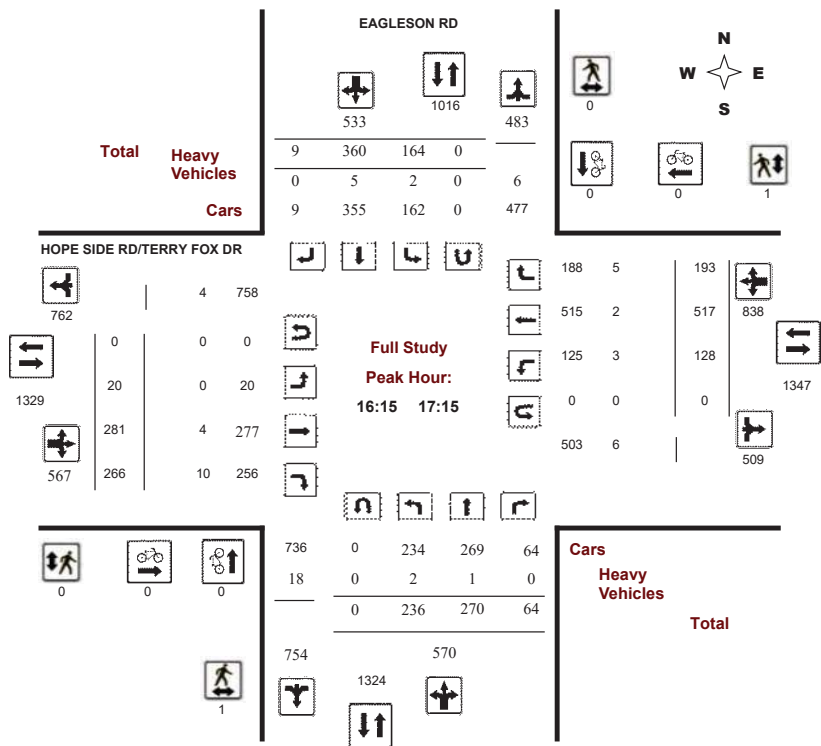 EAGLESON RD
N
W E
S
1016
0
533 483
Total Heavy Vehicles
9 360 164 0
0 5 2 0 6
Cars 9 355 162 0 477
0 0 1
HOPE SIDE RD/TERRY FOX DR
762
4 758
188 5 193
838
0 0 0
515 2 517
Full Study
Peak Hour:
16:15 17:15
1329
20 0 20
125 3 128
1347
281 4 277
0 0 0
567
266 10 256
503 6
509
736 0 234 269 64
Cars
18 2 1 0
0
Heavy
Vehicles
0 236 270 64
Total
0 0 0
754 570
1324
1